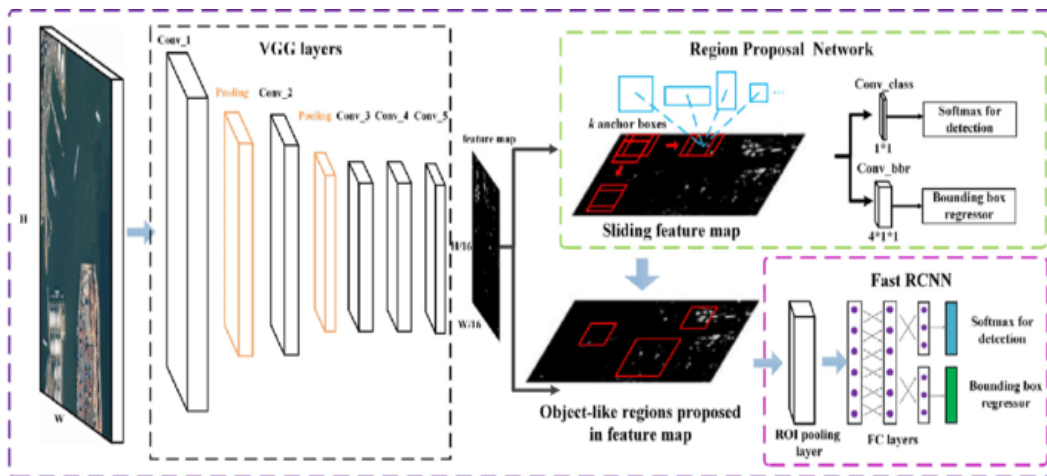 VGG layers
Conv_1
Pooling
Conv_2
Pooling
Conv_3
Conv_4
Conv_5
H
W
feature map
H/16
W/16
Region Proposal Network
k anchor boxes
...
Sliding feature map
Conv_class
1*1
Softmax for
detection
Conv_bbr
4*1*1
Bounding box
regressor
Object-like regions proposed
in feature map
Fast RCNN
ROI pooling
layer
FC layers
Softmax for
detection
Bounding box
regressor